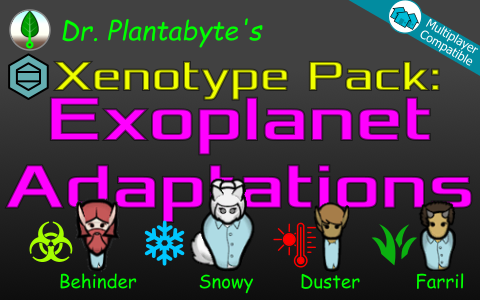 Dr. Plantabyte's
Multiplayer
Compatible
Xenotype Pack:
Exoplanet
Adaptations
Behinder Snowy Duster Farril